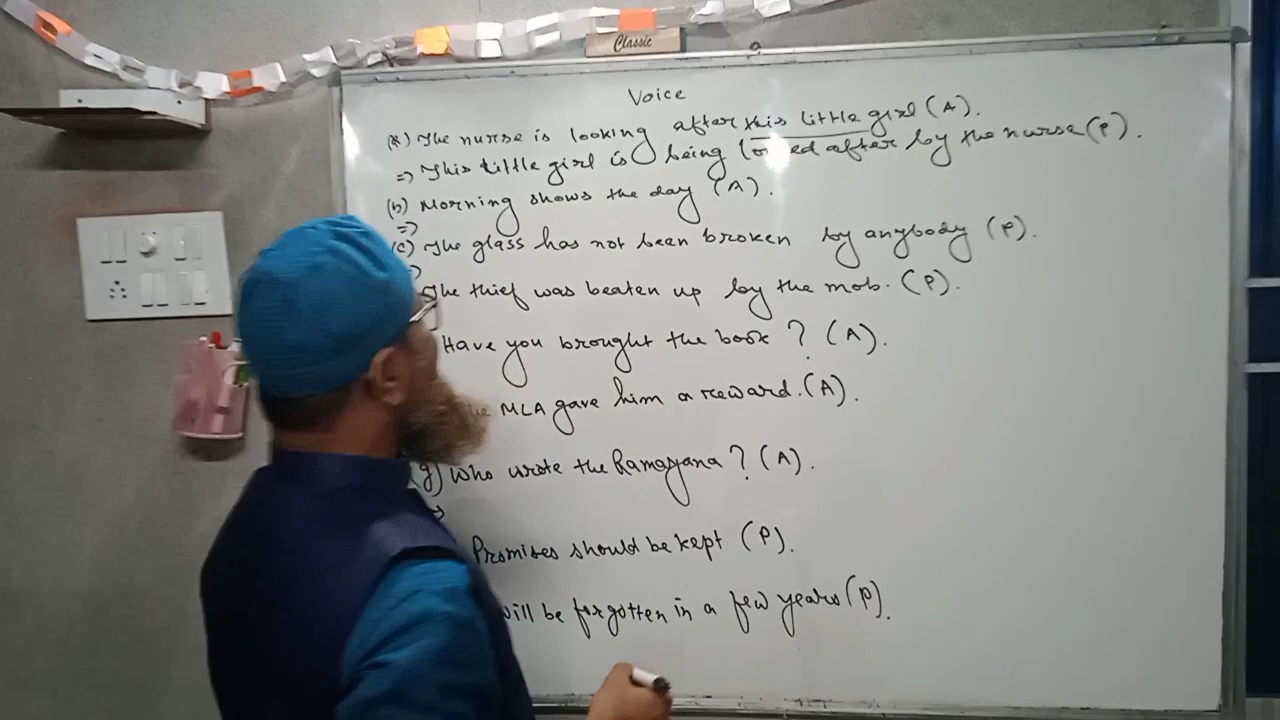 Classic
Voice
(a) The nurse is looking after this little girl (A).
=> This little girl is being looked after by the nurse (P).
(b) Morning shows the day (A).
=>
(c) The glass has not been broken by anybody (P).
The thief was beaten up by the mob. (P).
Have you brought the book ? (A).
MLA gave him a reward. (A).
(g) Who wrote the Ramayana ? (A).
Promises should be kept (P).
will be forgotten in a few years (P).